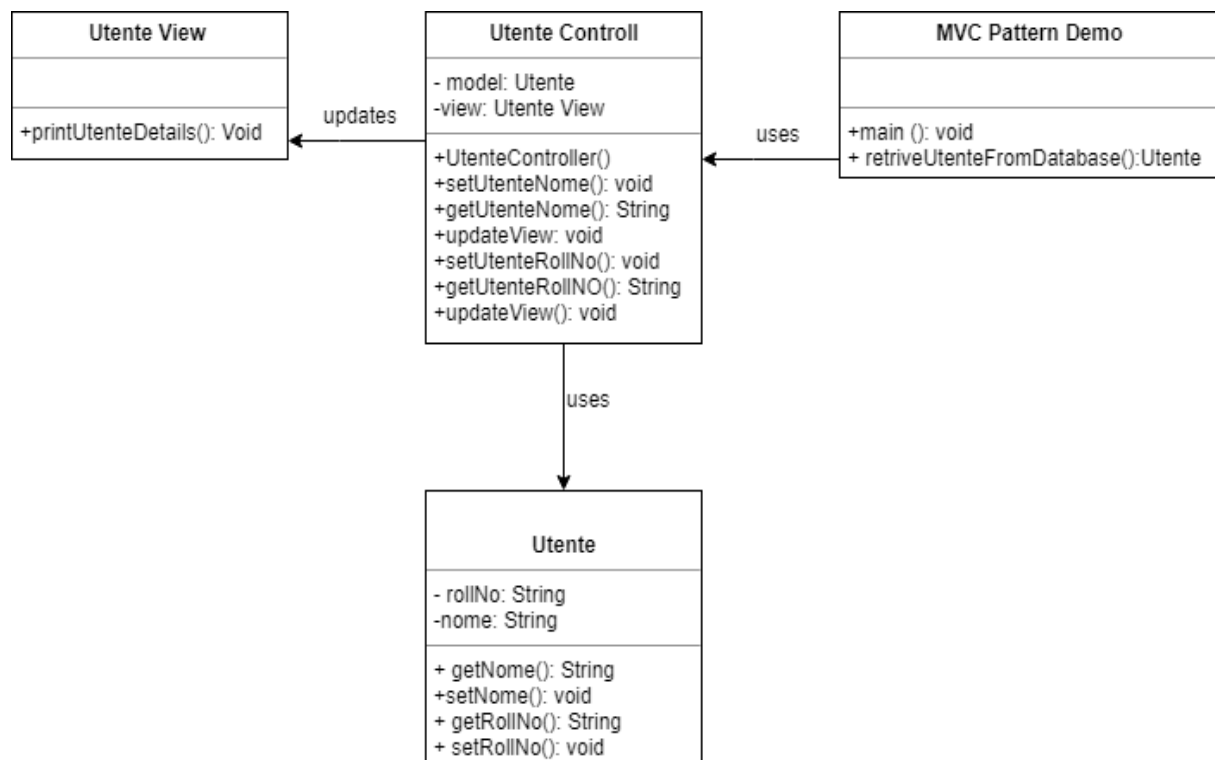 Utente View
+printUtenteDetails(): Void
updates
Utente Controll
- model: Utente
-view: Utente View
+UtenteController()
+setUtenteNome(): void
+getUtenteNome(): String
+updateView: void
+setUtenteRollNo(): void
+getUtenteRollNO(): String
+updateView(): void
uses
MVC Pattern Demo
+main (): void
+ retriveUtenteFromDatabase():Utente
uses
Utente
- rollNo: String
-nome: String
+ getNome(): String
+setNome(): void
+ getRollNo(): String
+ setRollNo(): void